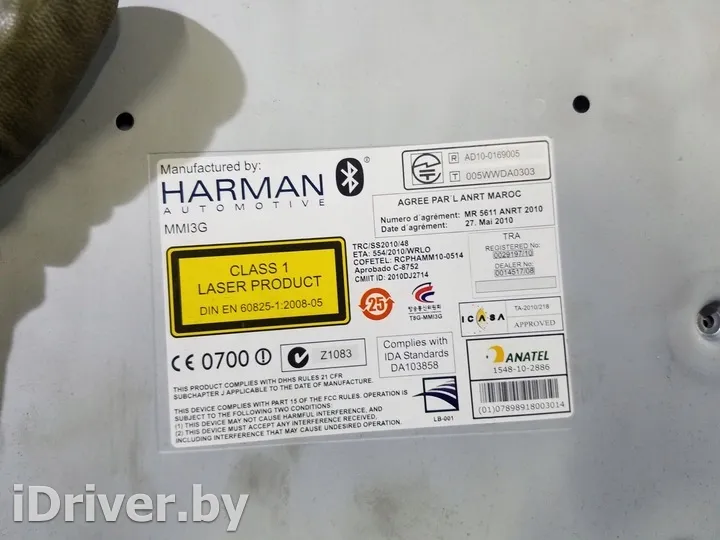 Manufactured by:
HARMAN
AUTOMOTIVE
MMI3G
R AD10-0169005
T 005WWDA0303
AGREE PAR`L ANRT MAROC
Numero d`agrément: MR 5611 ANRT 2010
Date d`agrément: 27. Mai 2010
CLASS 1
LASER PRODUCT
DIN EN 60825-1:2008-05
TRC/SS2010/48
ETA: 554/2010/WRLO
COFETEL: RCPHAMM10-0514
Aprobado C-8752
CMIIT ID: 2010DJ2714
TRA
REGISTERED No:
0029197/10
DEALER No:
0014517/08
25
방송통신위원회
TSG-MMI3G
ICASA
TA-2010/218
APPROVED
CE 0700
N Z1083
Complies with
IDA Standards
DA103858
ANATEL
1548-10-2886
(01)07898918003014
THIS PRODUCT COMPLIES WITH DHHS RULES 21 CFR
SUBCHAPTER J APPLICABLE TO THE DATE OF MANUFACTURE.
THIS DEVICE COMPLIES WITH PART 15 OF THE FCC RULES. OPERATION IS
SUBJECT TO THE FOLLOWING TWO CONDITIONS:
(1) THIS DEVICE MAY NOT CAUSE HARMFUL INTERFERENCE, AND
(2) THIS DEVICE MUST ACCEPT ANY INTERFERENCE RECEIVED,
INCLUDING INTERFERENCE THAT MAY CAUSE UNDESIRED OPERATION.
LB-001
iDriver.by